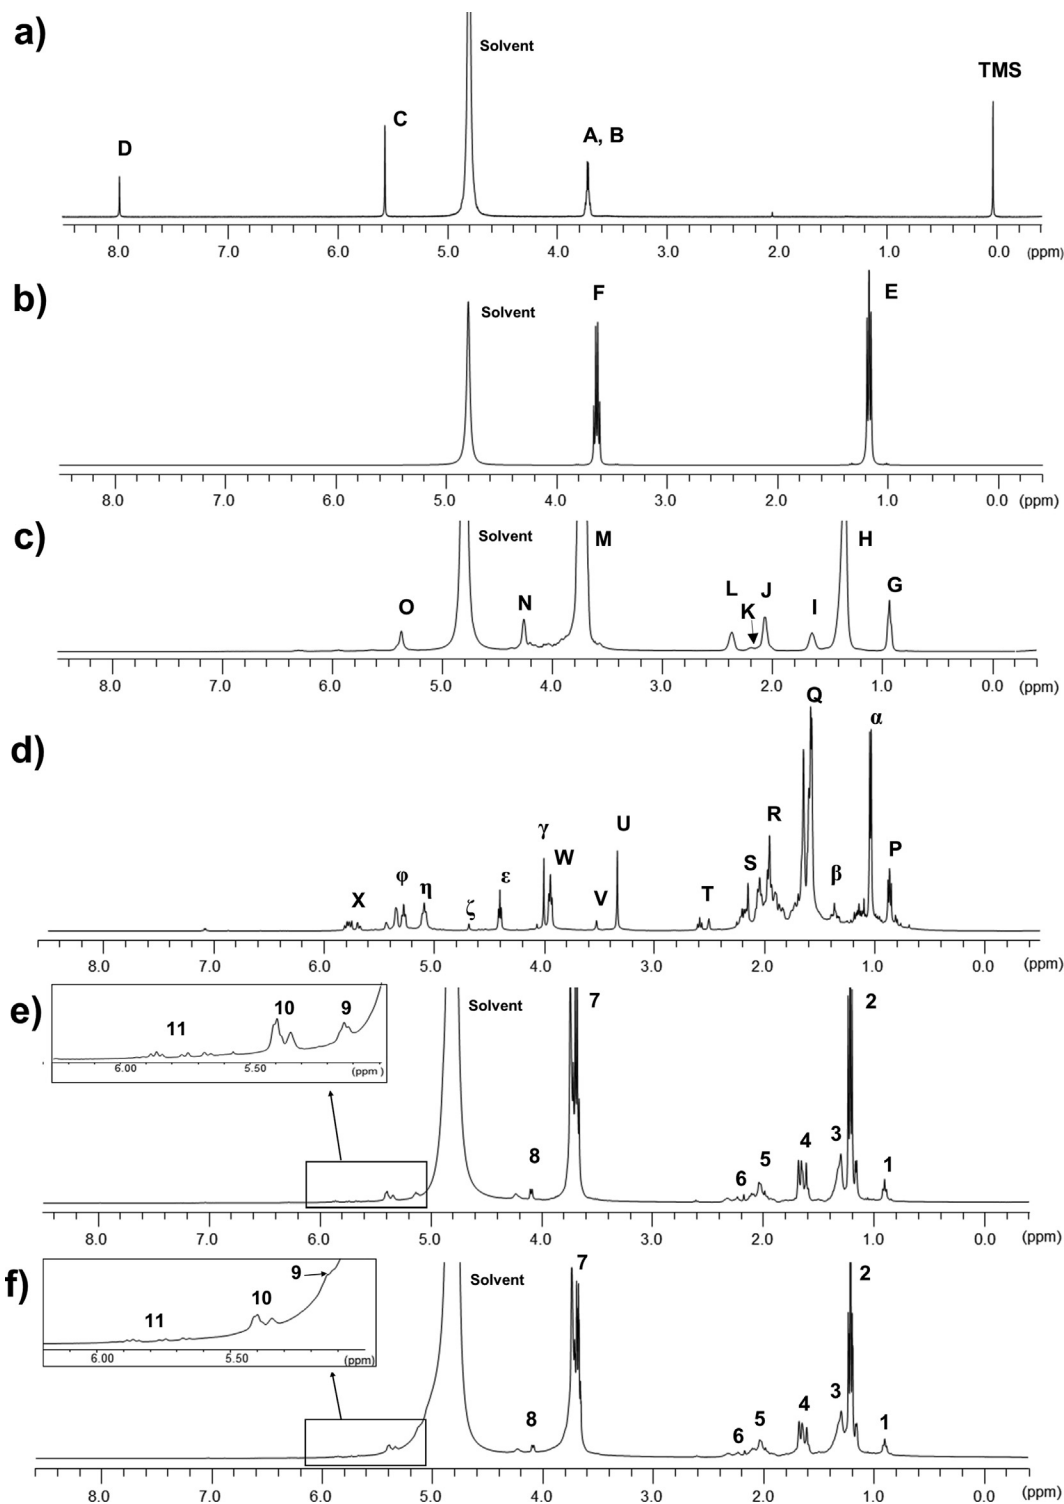 a)
Solvent
TMS
D
C
A, B
8.0 7.0 6.0 5.0 4.0 3.0 2.0 1.0 0.0 (ppm)
b)
Solvent
F
E
8.0 7.0 6.0 5.0 4.0 3.0 2.0 1.0 0.0 (ppm)
c)
Solvent
M
H
O
N
L
K
J
I
G
8.0 7.0 6.0 5.0 4.0 3.0 2.0 1.0 0.0 (ppm)
d)
X
φ
η
ζ
ε
γ
W
V
U
T
S
R
Q
β
α
P
8.0 7.0 6.0 5.0 4.0 3.0 2.0 1.0 0.0 (ppm)
e)
11
10
9
6.00 5.50 (ppm )
Solvent
8
7
6
5
4
3
2
1
8.0 7.0 6.0 5.0 4.0 3.0 2.0 1.0 0.0 (ppm)
f)
11
10
9
6.00 5.50 (ppm)
Solvent
8
7
6
5
4
3
2
1
8.0 7.0 6.0 5.0 4.0 3.0 2.0 1.0 0.0 (ppm)